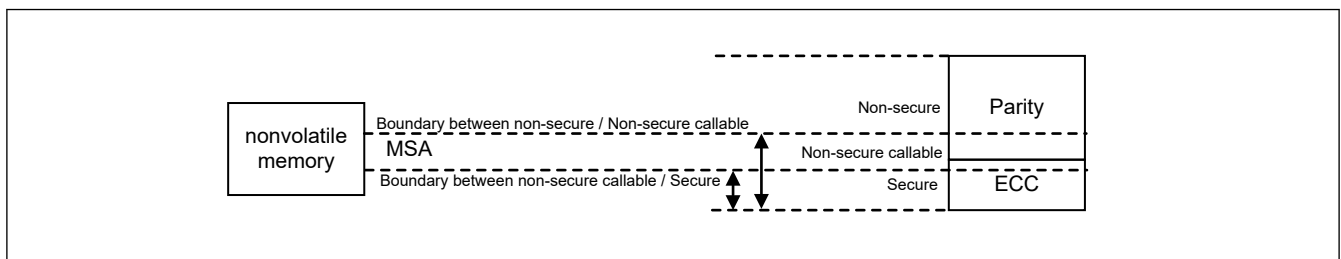 nonvolatile
memory
Boundary between non-secure / Non-secure callable
MSA
Boundary between non-secure callable / Secure
Non-secure
Non-secure callable
Secure
Parity
ECC